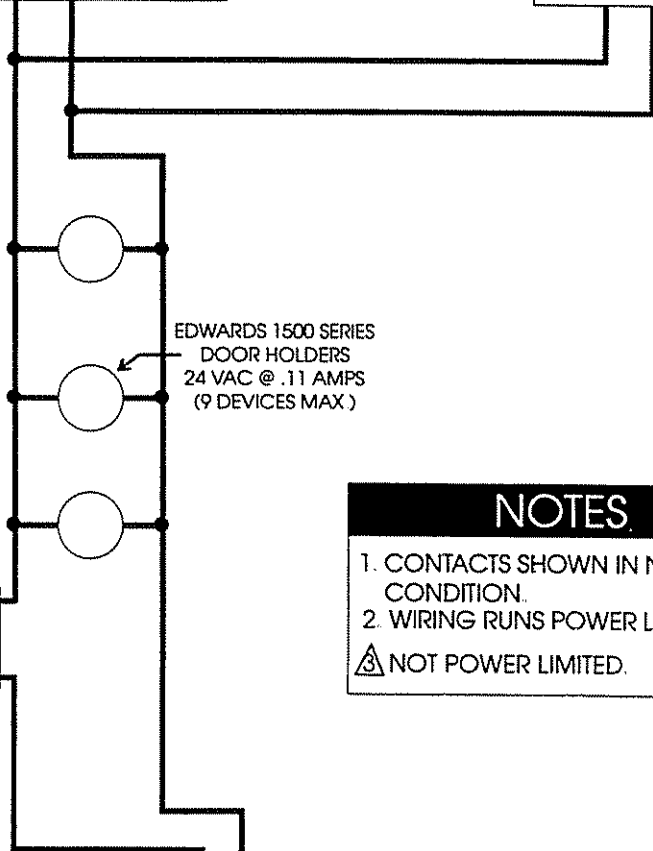 EDWARDS 1500 SERIES
DOOR HOLDERS
24 VAC @ .11 AMPS
(9 DEVICES MAX.)
NOTES.
1. CONTACTS SHOWN IN
CONDITION.
2. WIRING RUNS POWER
3 NOT POWER LIMITED.